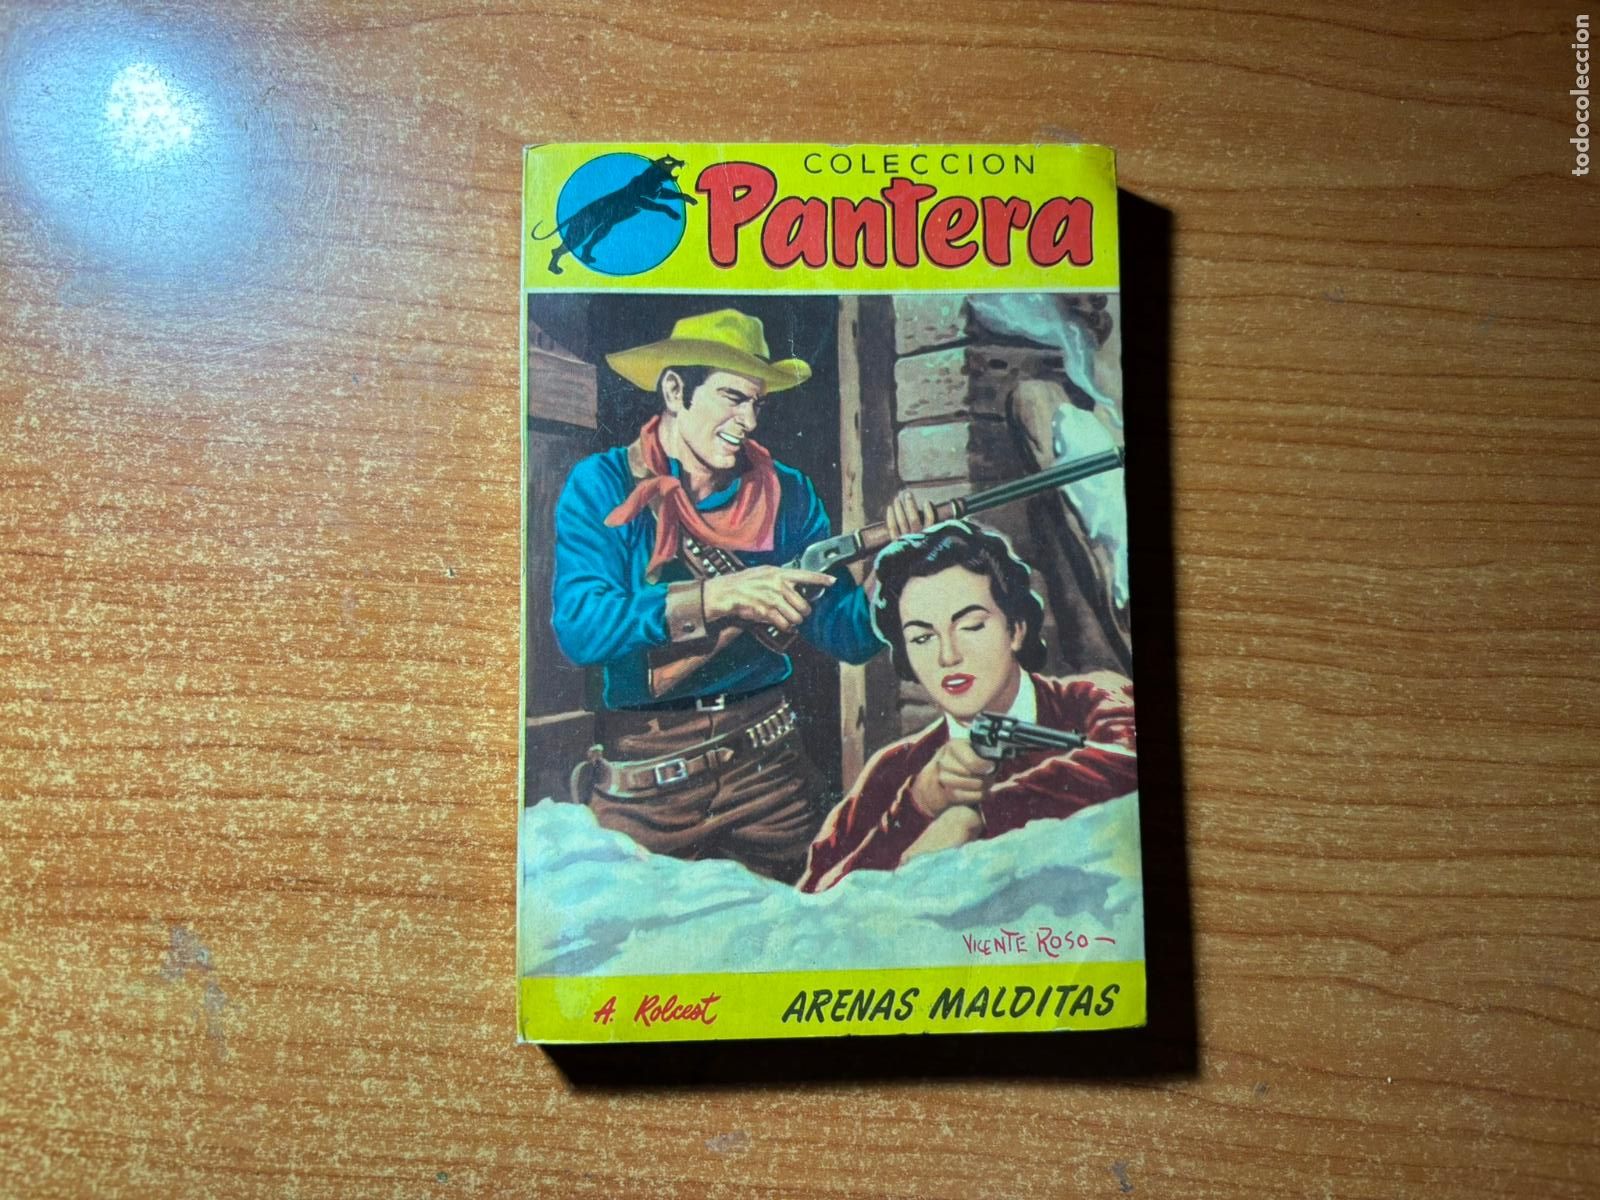 COLECCION
Pantera
VICENTE ROSO
A. Rolcest
ARENAS MALDITAS
todocoleccion